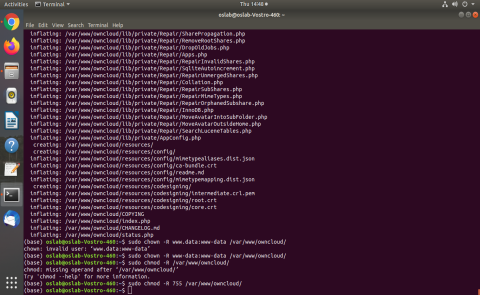 Activities
Terminal
Thu 14:48
oslab@oslab-Vostro-460: ~
File Edit View Search Terminal Help
inflating: /var/www/owncloud/lib/private/Repair/SharePropagation.php
inflating: /var/www/owncloud/lib/private/Repair/RemoveRootShares.php
inflating: /var/www/owncloud/lib/private/Repair/DropOldJobs.php
inflating: /var/www/owncloud/lib/private/Repair/Apps.php
inflating: /var/www/owncloud/lib/private/Repair/RepairInvalidShares.php
inflating: /var/www/owncloud/lib/private/Repair/SqliteAutoincrement.php
inflating: /var/www/owncloud/lib/private/Repair/RepairUnmergedShares.php
inflating: /var/www/owncloud/lib/private/Repair/Collation.php
inflating: /var/www/owncloud/lib/private/Repair/RepairSubShares.php
inflating: /var/www/owncloud/lib/private/Repair/RepairMimeTypes.php
inflating: /var/www/owncloud/lib/private/Repair/RepairOrphanedSubshare.php
inflating: /var/www/owncloud/lib/private/Repair/InnoDB.php
inflating: /var/www/owncloud/lib/private/Repair/MoveAvatarIntoSubFolder.php
inflating: /var/www/owncloud/lib/private/Repair/MoveAvatarOutsideHome.php
inflating: /var/www/owncloud/lib/private/Repair/SearchLuceneTables.php
inflating: /var/www/owncloud/lib/private/AppConfig.php
creating: /var/www/owncloud/resources/
creating: /var/www/owncloud/resources/config/
inflating: /var/www/owncloud/resources/config/mimetypealiases.dist.json
inflating: /var/www/owncloud/resources/config/ca-bundle.crt
inflating: /var/www/owncloud/resources/config/readme.md
inflating: /var/www/owncloud/resources/config/mimetypemapping.dist.json
creating: /var/www/owncloud/resources/codesigning/
inflating: /var/www/owncloud/resources/codesigning/intermediate.crl.pem
inflating: /var/www/owncloud/resources/codesigning/root.crt
inflating: /var/www/owncloud/resources/codesigning/core.crt
inflating: /var/www/owncloud/COPYING
inflating: /var/www/owncloud/index.php
inflating: /var/www/owncloud/CHANGELOG.md
inflating: /var/www/owncloud/status.php
(base) oslab@oslab-Vostro-460:~$ sudo chown -R www.data:www-data /var/www/owncloud/
chown: invalid user: 'www.data:www-data'
(base) oslab@oslab-Vostro-460:~$ sudo chown -R www-data:www-data /var/www/owncloud/
(base) oslab@oslab-Vostro-460:~$ sudo chmod -R /var/www/owncloud/
chmod: missing operand after '/var/www/owncloud/'
Try 'chmod --help' for more information.
(base) oslab@oslab-Vostro-460:~$ sudo chmod -R 755 /var/www/owncloud/
(base) oslab@oslab-Vostro-460:~$